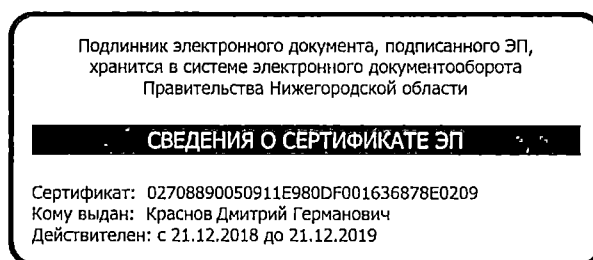 Подлинник электронного документа, подписанного ЭП,
хранится в системе электронного документооборота
Правительства Нижегородской области
СВЕДЕНИЯ О СЕРТИФИКАТЕ ЭП
Сертификат: 02708890050911E980DF001636878E0209
Кому выдан: Краснов Дмитрий Германович
Действителен: с 21.12.2018 до 21.12.2019